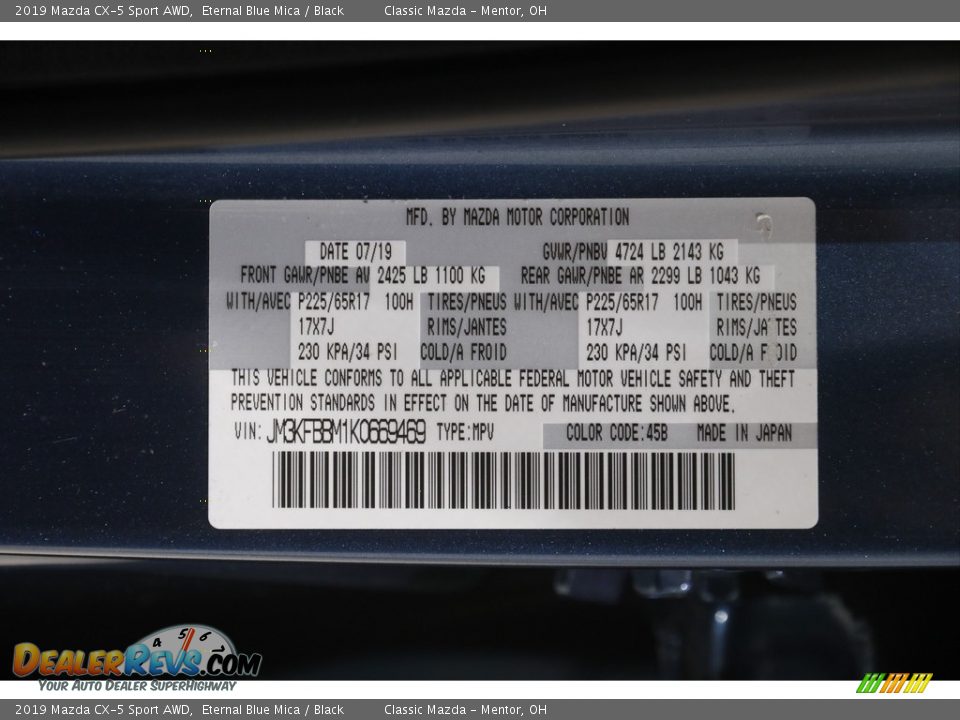 2019 Mazda CX-5 Sport AWD, Eternal Blue Mica / Black Classic Mazda - Mentor, OH
MFD. BY MAZDA MOTOR CORPORATION
DATE 07/19 GVWR/PNBV 4724 LB 2143 KG
FRONT GAWR/PNBE AV 2425 LB 1100 KG REAR GAWR/PNBE AR 2299 LB 1043 KG
WITH/AVEC P225/65R17 100H TIRES/PNEUS WITH/AVEC P225/65R17 100H TIRES/PNEUS
17X7J RIMS/JANTES 17X7J RIMS/JANTES
230 KPA/34 PSI COLD/A FROID 230 KPA/34 PSI COLD/A FROID
THIS VEHICLE CONFORMS TO ALL APPLICABLE FEDERAL MOTOR VEHICLE SAFETY AND THEFT
PREVENTION STANDARDS IN EFFECT ON THE DATE OF MANUFACTURE SHOWN ABOVE.
VIN: JM3KFBBM1K0669469 TYPE:MPV COLOR CODE:45B MADE IN JAPAN
4 5 6
DealerRevs.com
Your Auto Dealer SuperHighway
2019 Mazda CX-5 Sport AWD, Eternal Blue Mica / Black Classic Mazda - Mentor, OH